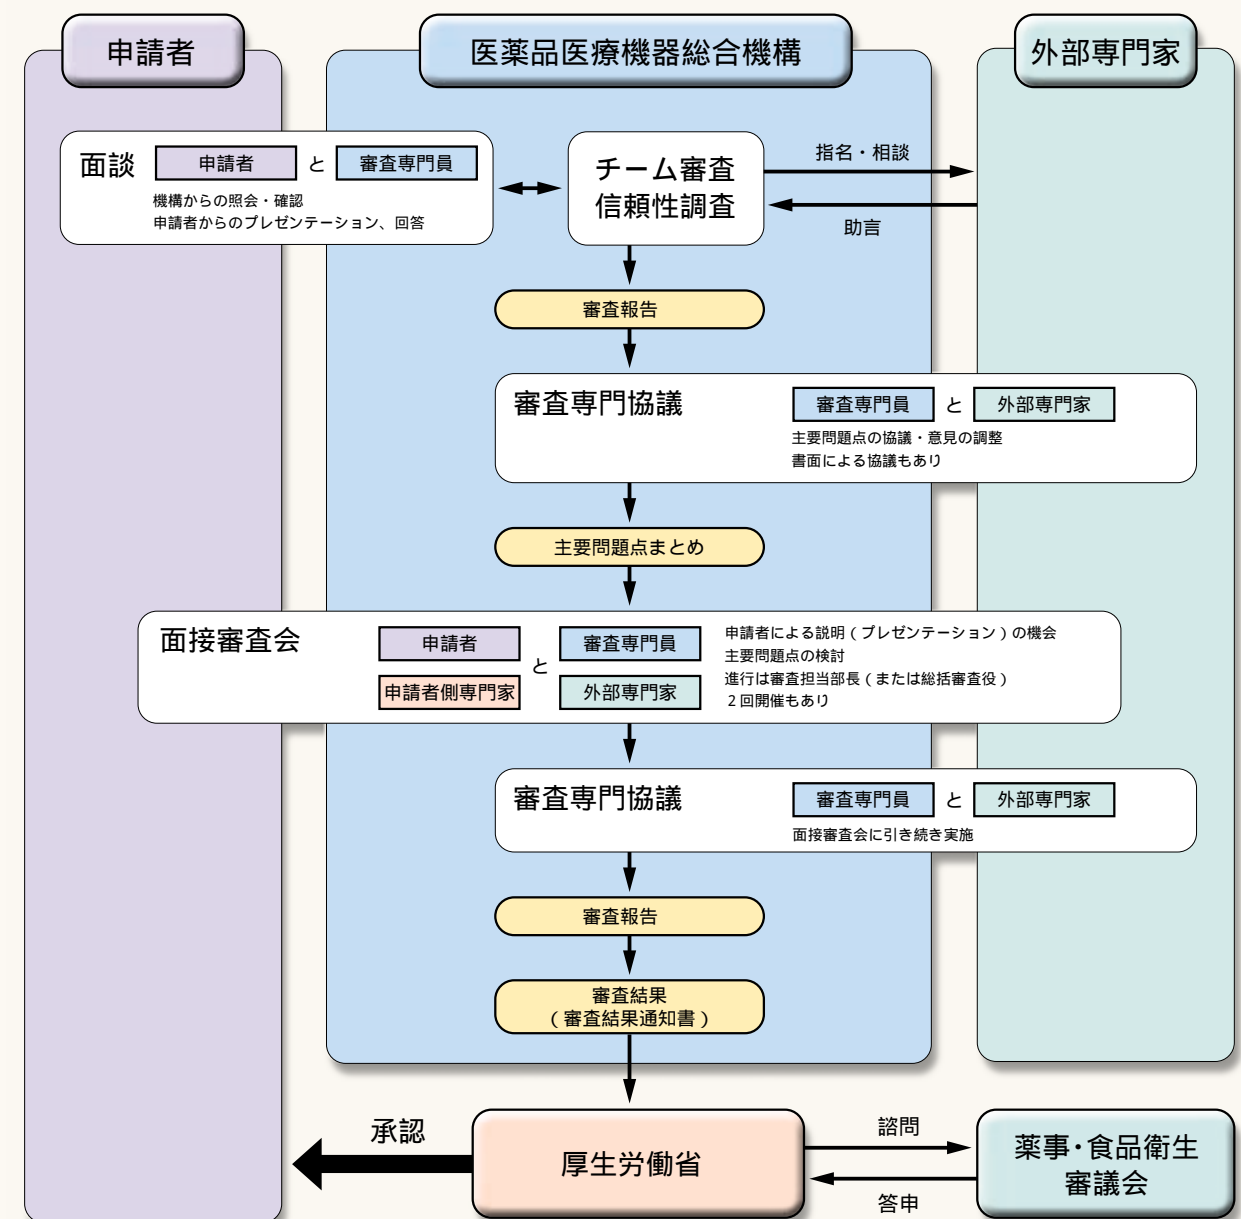 申請者
医薬品医療機器総合機構
外部専門家
面談
申請者
と
審査専門員
機構からの照会・確認
申請者からのプレゼンテーション、回答
チーム審査
信頼性調査
指名・相談
助言
審査報告
審査専門協議
審査専門員
と
外部専門家
主要問題点の協議・意見の調整
書面による協議もあり
主要問題点まとめ
面接審査会
申請者
申請者側専門家
と
審査専門員
外部専門家
申請者による説明(プレゼンテーション)の機会
主要問題点の検討
進行は審査担当部長(または総括審査役)
2回開催もあり
審査専門協議
審査専門員
と
外部専門家
面接審査会に引き続き実施
審査報告
審査結果
(審査結果通知書)
承認
厚生労働省
諮問
答申
薬事・食品衛生
審議会